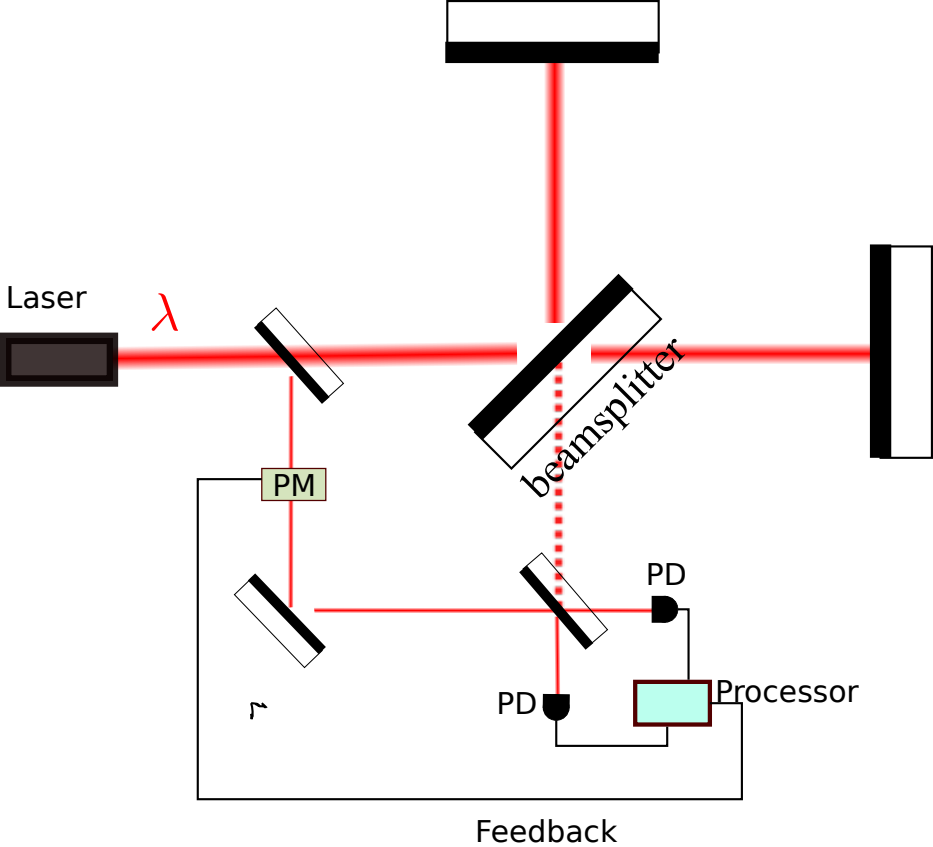 Laser
λ
beamsplitter
PM
PD
PD
Processor
Feedback